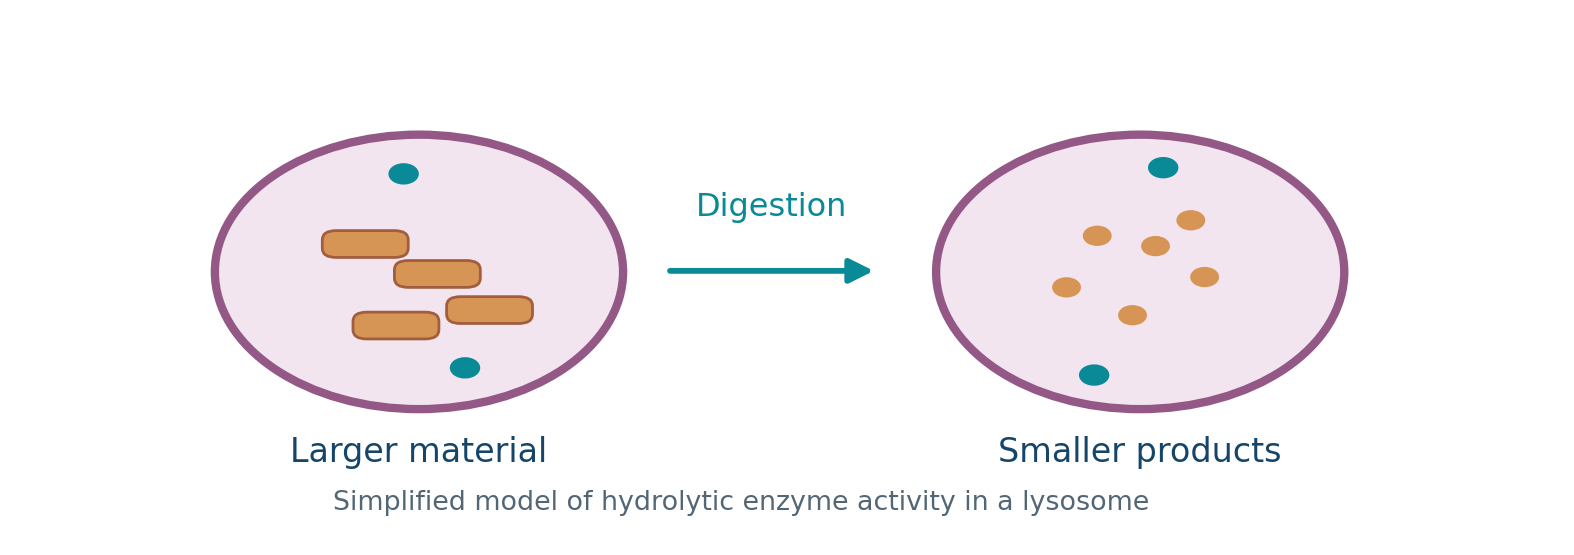 Digestion
Larger material
Smaller products
Simplified model of hydrolytic enzyme activity in a lysosome